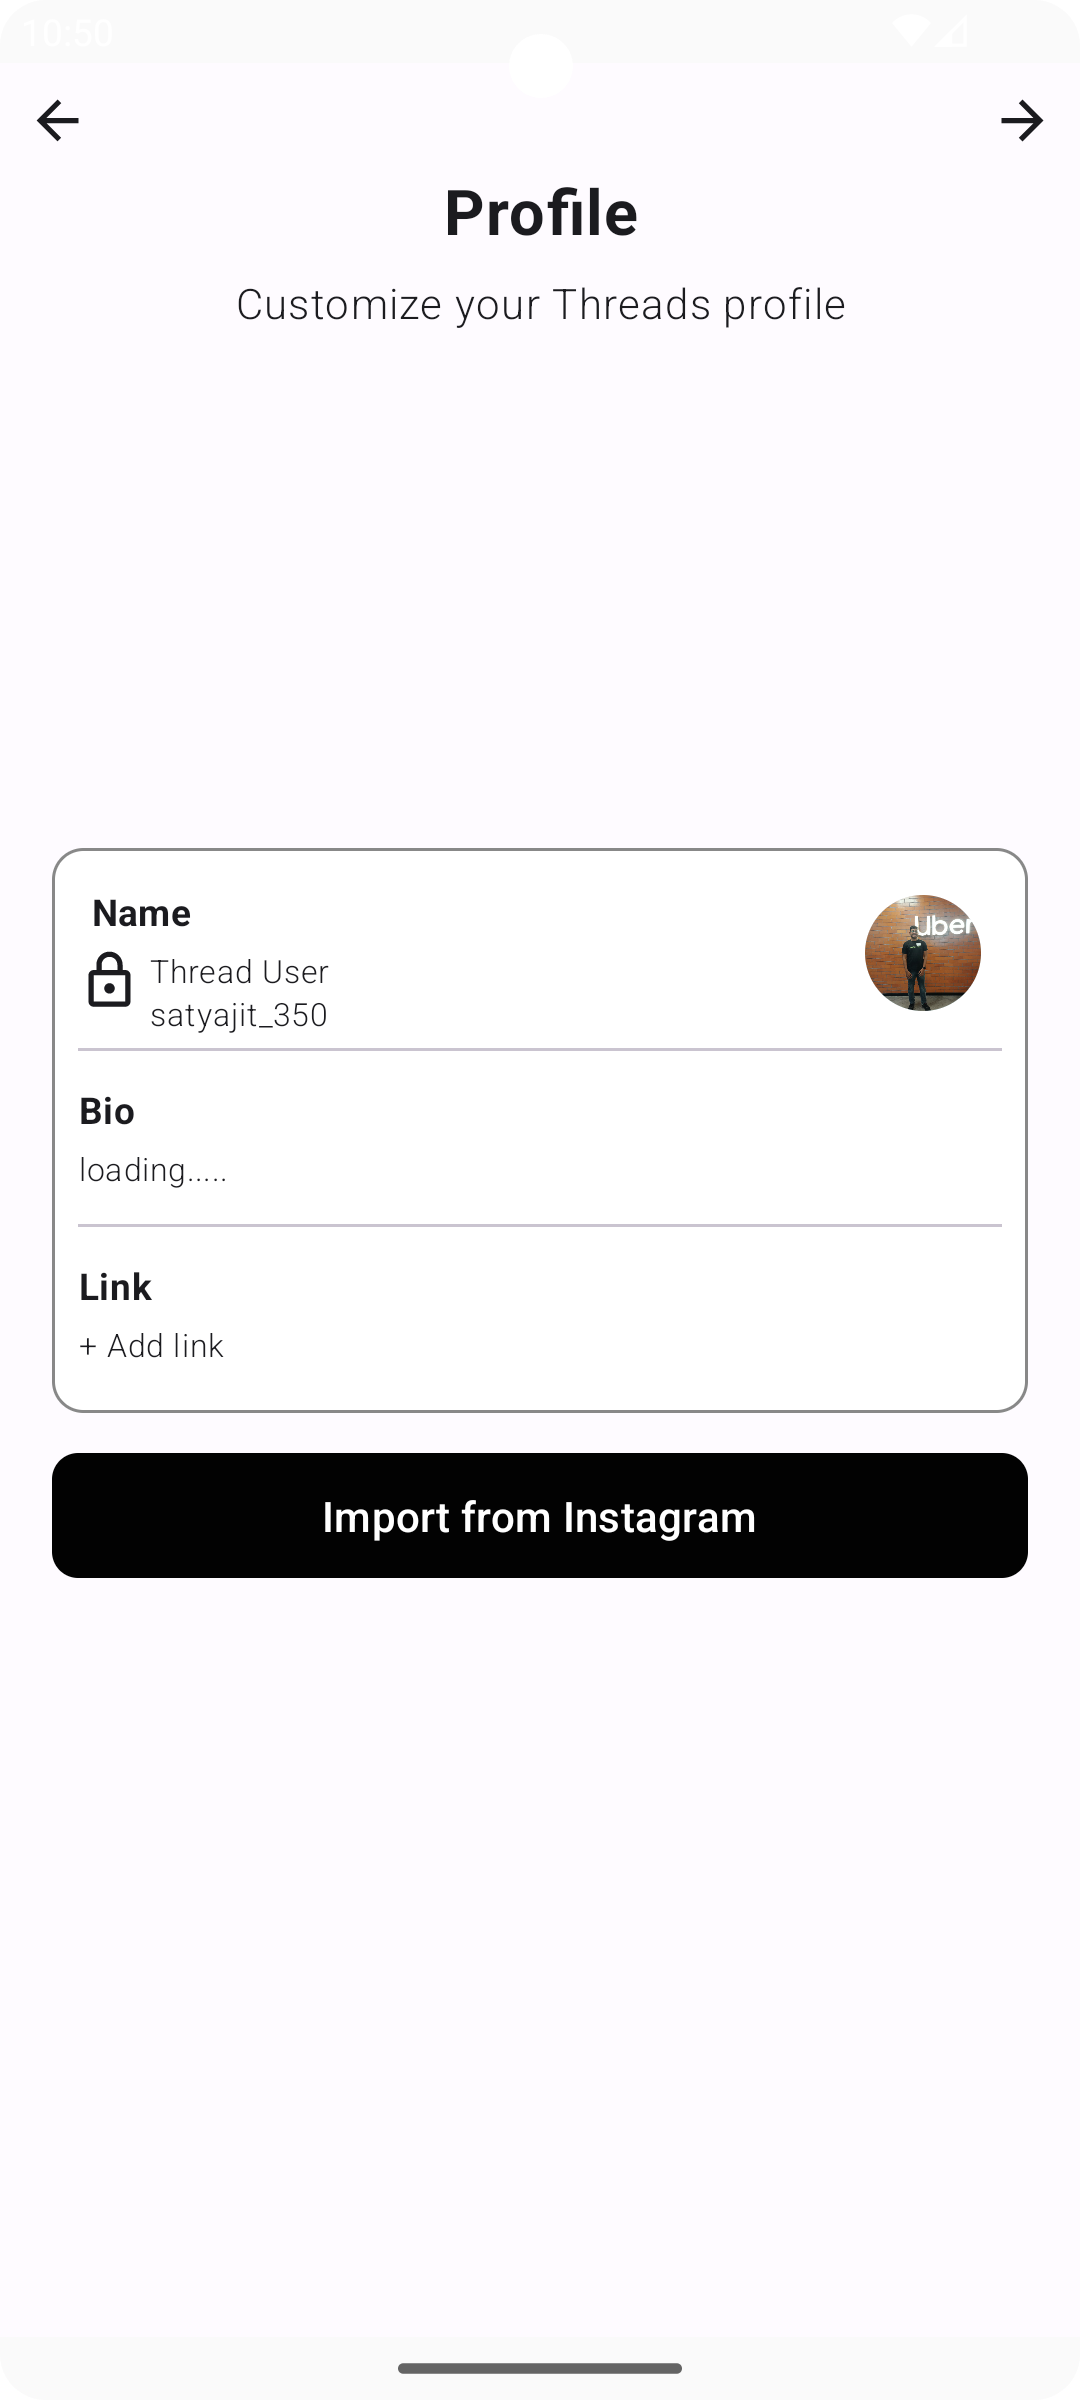 10:50
Profile
Customize your Threads profile
Name
Uber
Thread User
satyajit_350
Bio
loading.....
Link
+ Add link
Import from Instagram